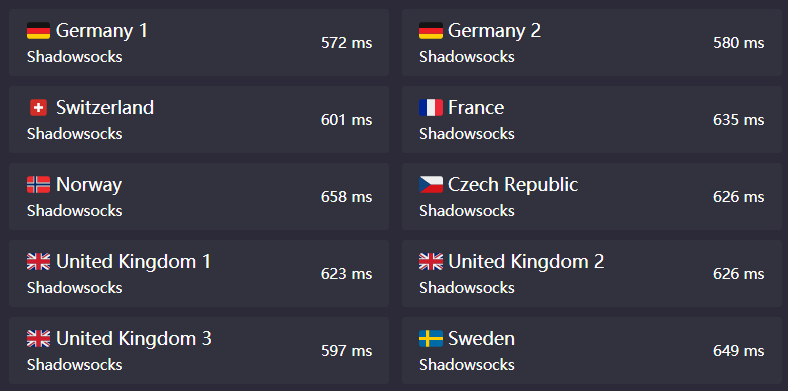 Germany 1
Shadowsocks
572 ms
Germany 2
Shadowsocks
580 ms
Switzerland
Shadowsocks
601 ms
France
Shadowsocks
635 ms
Norway
Shadowsocks
658 ms
Czech Republic
Shadowsocks
626 ms
United Kingdom 1
Shadowsocks
623 ms
United Kingdom 2
Shadowsocks
626 ms
United Kingdom 3
Shadowsocks
597 ms
Sweden
Shadowsocks
649 ms